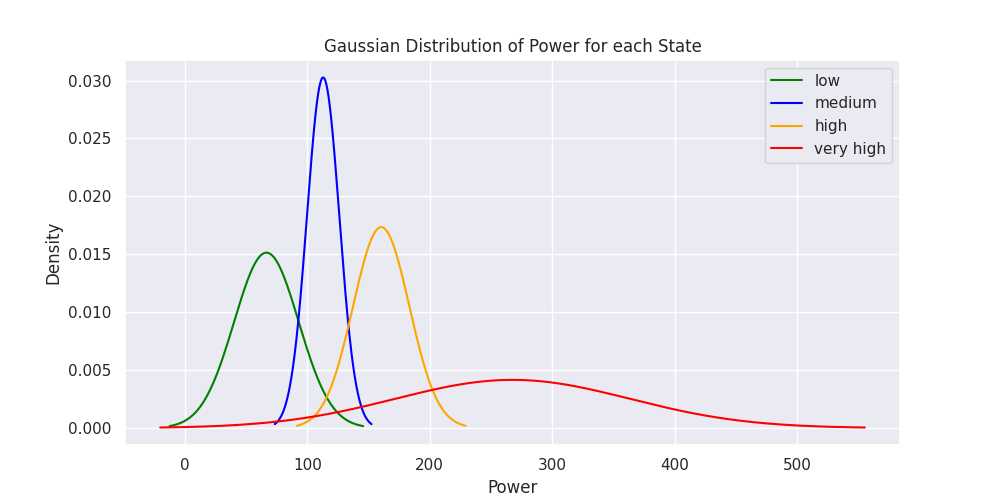 Gaussian Distribution of Power for each State
low
medium
high
very high
0.030
0.025
0.020
0.015
0.010
0.005
0.000
Density
0 100 200 300 400 500
Power